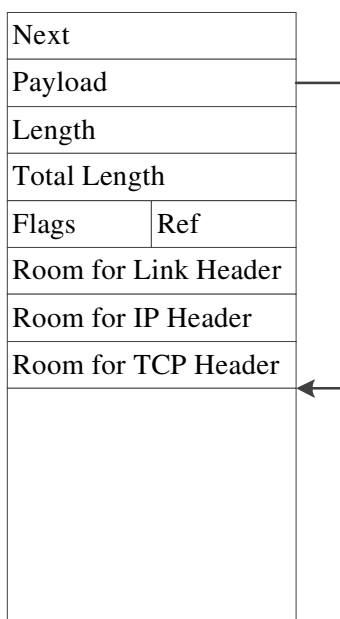 Next
Payload
Length
Total Length
Flags Ref
Room for Link Header
Room for IP Header
Room for TCP Header